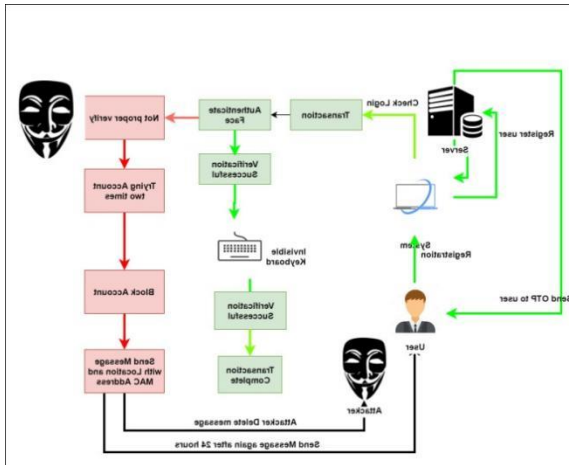 Not proper verify
Authenticate
Face
Transaction
Check Login
Server
Register user
Verification
Successful
Trying Account
two times
Invisible
Keyboard
System
Registration
Block Account
Verification
Successful
Send OTP to user
User
Send Message
with Location and
MAC Address
Transaction
Complete
Attacker
Attacker Delete message
Send Message again after 24 hours